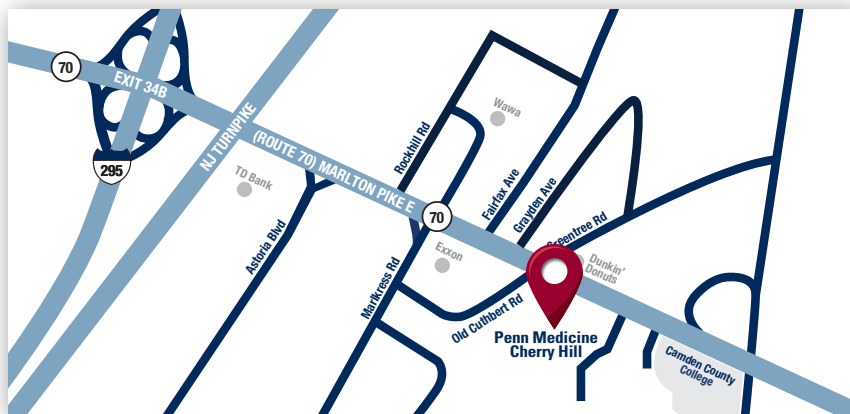 70
EXIT 34B
295
NJ TURNPIKE
TD Bank
(ROUTE 70) MARLTON PIKE E
Rockhill Rd
Wawa
70
Fairfax Ave
Grayden Ave
Greentree Rd
Astoria Blvd
Exxon
Marlkress Rd
Dunkin'
Donuts
Old Cuthbert Rd
Penn Medicine
Cherry Hill
Camden County
College